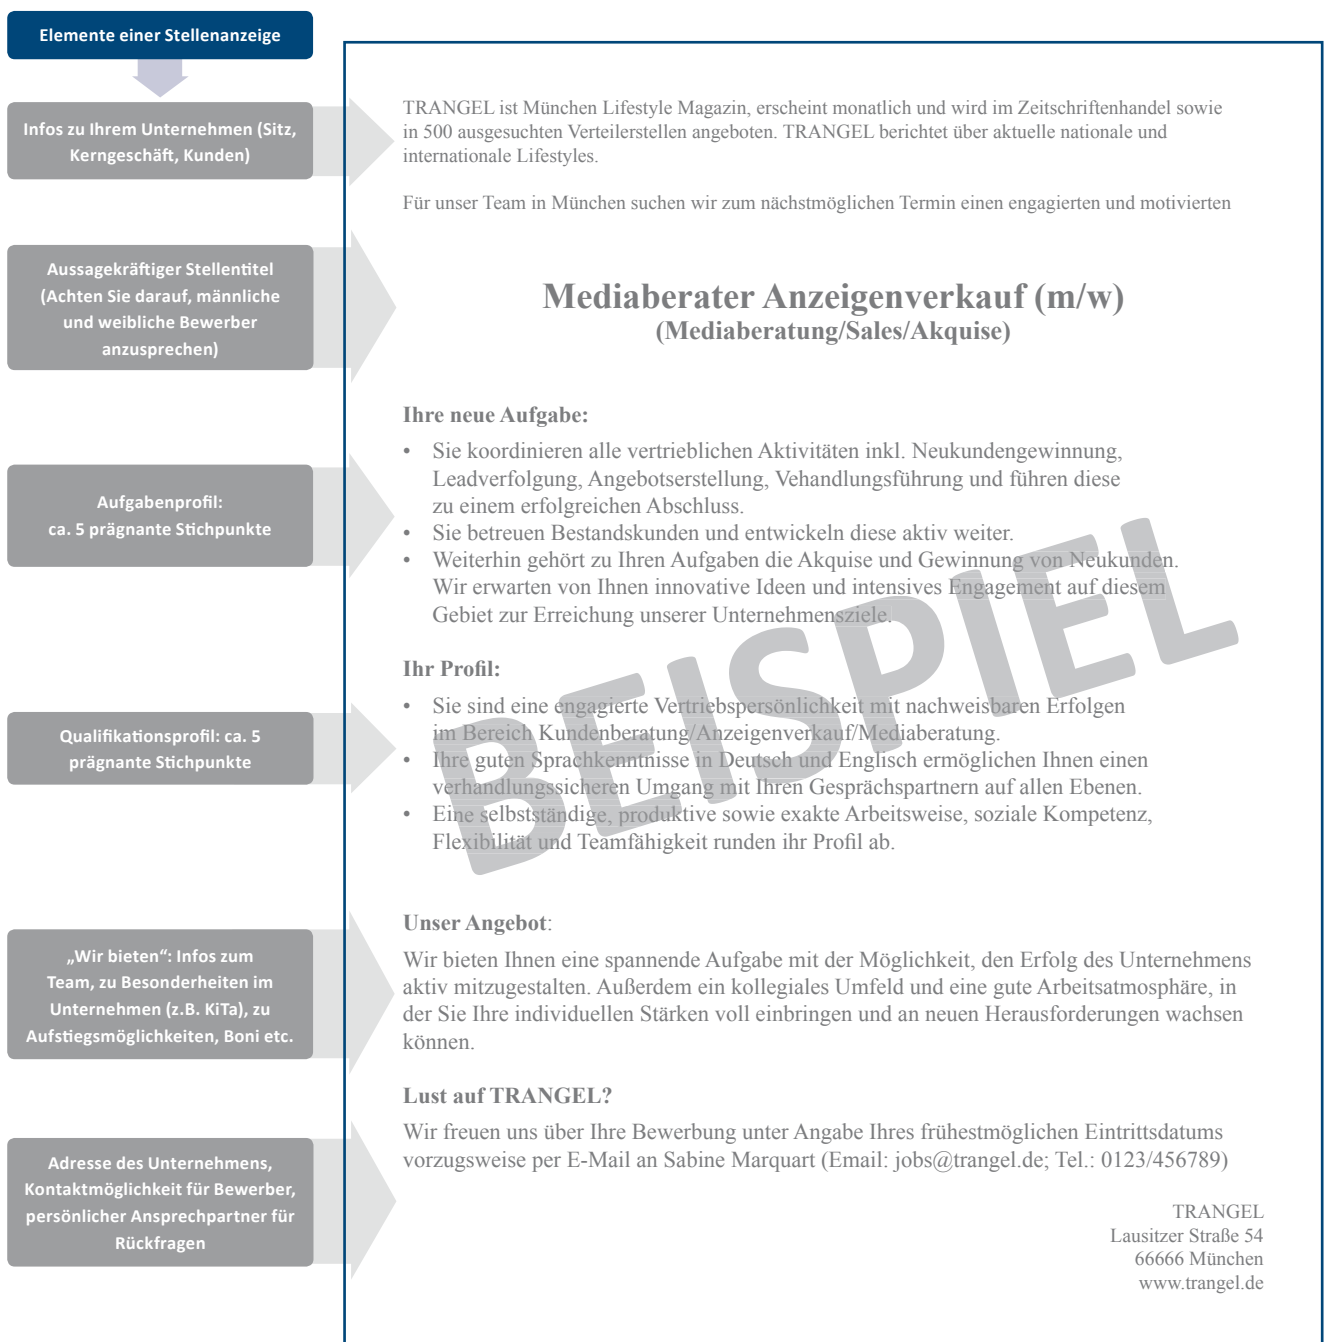 Elemente einer Stellenanzeige
Infos zu Ihrem Unternehmen (Sitz,
Kerngeschäft, Kunden)
TRANGEL ist München Lifestyle Magazin, erscheint monatlich und wird im Zeitschriftenhandel sowie
in 500 ausgesuchten Verteilerstellen angeboten. TRANGEL berichtet über aktuelle nationale und
internationale Lifestyles.
Für unser Team in München suchen wir zum nächstmöglichen Termin einen engagierten und motivierten
Aussagekräftiger Stellentitel
(Achten Sie darauf, männliche
und weibliche Bewerber
anzusprechen)
Mediaberater Anzeigenverkauf (m/w)
(Mediaberatung/Sales/Akquise)
Aufgabenprofil:
ca. 5 prägnante Stichpunkte
Ihre neue Aufgabe:
• Sie koordinieren alle vertrieblichen Aktivitäten inkl. Neukundengewinnung,
Leadverfolgung, Angebotserstellung, Vehandlungsführung und führen diese
zu einem erfolgreichen Abschluss.
• Sie betreuen Bestandskunden und entwickeln diese aktiv weiter.
• Weiterhin gehört zu Ihren Aufgaben die Akquise und Gewinnung von Neukunden.
Wir erwarten von Ihnen innovative Ideen und intensives Engagement auf diesem
Gebiet zur Erreichung unserer Unternehmensziele.
Qualifikationsprofil: ca. 5
prägnante Stichpunkte
Ihr Profil:
• Sie sind eine engagierte Vertriebspersönlichkeit mit nachweisbaren Erfolgen
im Bereich Kundenberatung/Anzeigenverkauf/Mediaberatung.
• Ihre guten Sprachkenntnisse in Deutsch und Englisch ermöglichen Ihnen einen
verhandlungssicheren Umgang mit Ihren Gesprächspartnern auf allen Ebenen.
• Eine selbstständige, produktive sowie exakte Arbeitsweise, soziale Kompetenz,
Flexibilität und Teamfähigkeit runden ihr Profil ab.
BEISPIEL
„Wir bieten“: Infos zum
Team, zu Besonderheiten im
Unternehmen (z.B. KiTa), zu
Aufstiegsmöglichkeiten, Boni etc.
Unser Angebot:
Wir bieten Ihnen eine spannende Aufgabe mit der Möglichkeit, den Erfolg des Unternehmens
aktiv mitzugestalten. Außerdem ein kollegiales Umfeld und eine gute Arbeitsatmosphäre, in
der Sie Ihre individuellen Stärken voll einbringen und an neuen Herausforderungen wachsen
können.
Adresse des Unternehmens,
Kontaktmöglichkeit für Bewerber,
persönlicher Ansprechpartner für
Rückfragen
Lust auf TRANGEL?
Wir freuen uns über Ihre Bewerbung unter Angabe Ihres frühestmöglichen Eintrittsdatums
vorzugsweise per E-Mail an Sabine Marquart (Email: jobs@trangel.de; Tel.: 0123/456789)
TRANGEL
Lausitzer Straße 54
66666 München
www.trangel.de